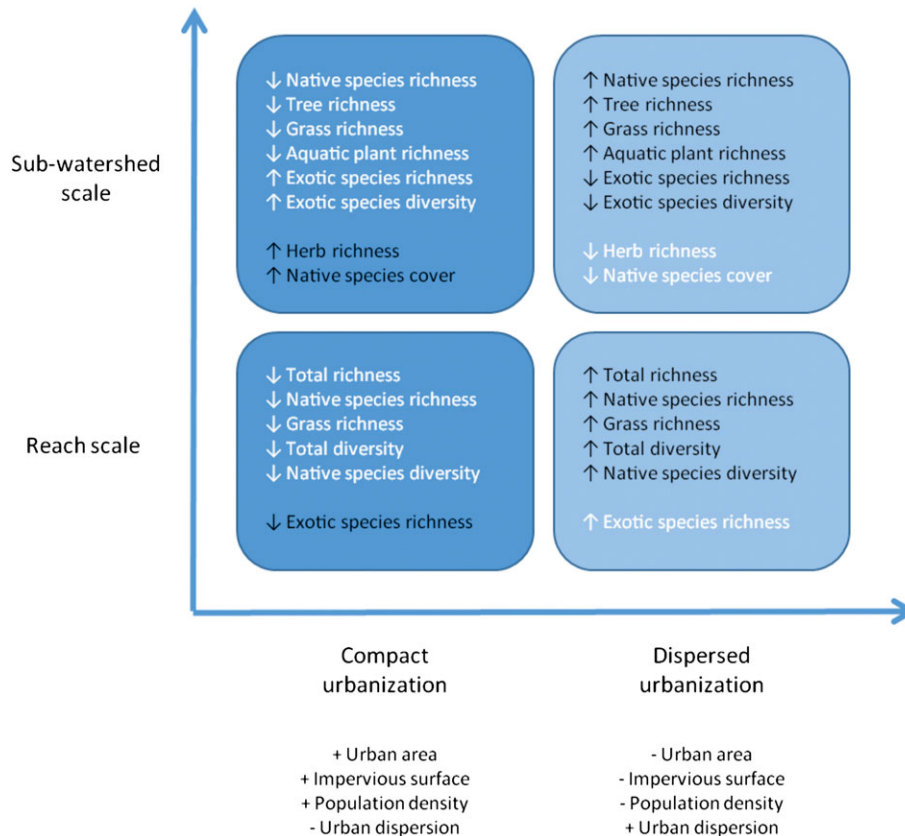 Sub-watershed
scale
↓ Native species richness
↓ Tree richness
↓ Grass richness
↓ Aquatic plant richness
↑ Exotic species richness
↑ Exotic species diversity
↑ Herb richness
↑ Native species cover
↑ Native species richness
↑ Tree richness
↑ Grass richness
↑ Aquatic plant richness
↓ Exotic species richness
↓ Exotic species diversity
↓ Herb richness
↓ Native species cover
Reach scale
↓ Total richness
↓ Native species richness
↓ Grass richness
↓ Total diversity
↓ Native species diversity
↓ Exotic species richness
↑ Total richness
↑ Native species richness
↑ Grass richness
↑ Total diversity
↑ Native species diversity
↑ Exotic species richness
Compact
urbanization
Dispersed
urbanization
+ Urban area
+ Impervious surface
+ Population density
- Urban dispersion
- Urban area
- Impervious surface
- Population density
+ Urban dispersion